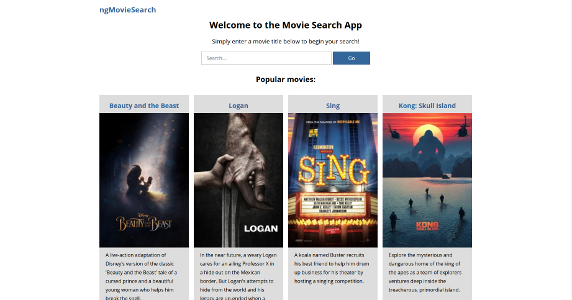 ngMovieSearch
Welcome to the Movie Search App
Simply enter a movie title below to begin your search!
Search...
Go
Popular movies:
Beauty and the Beast
Logan
Sing
Kong: Skull Island
Disney
Beauty and the Beast
LOGAN
ILLUMINATION
SING
KONG
A live-action adaptation of
Disney's version of the classic
'Beauty and the Beast' tale of a
cursed prince and a beautiful
young woman who helps him
break the spell.
In the near future, a weary Logan
cares for an ailing Professor X in
a hide out on the Mexican
border. But Logan's attempts to
hide from the world and his
legacy are up-ended when a
A koala named Buster recruits
his best friend to help him drum
up business for his theater by
hosting a singing competition.
Explore the mysterious and
dangerous home of the king of
the apes as a team of explorers
ventures deep inside the
treacherous, primordial island.